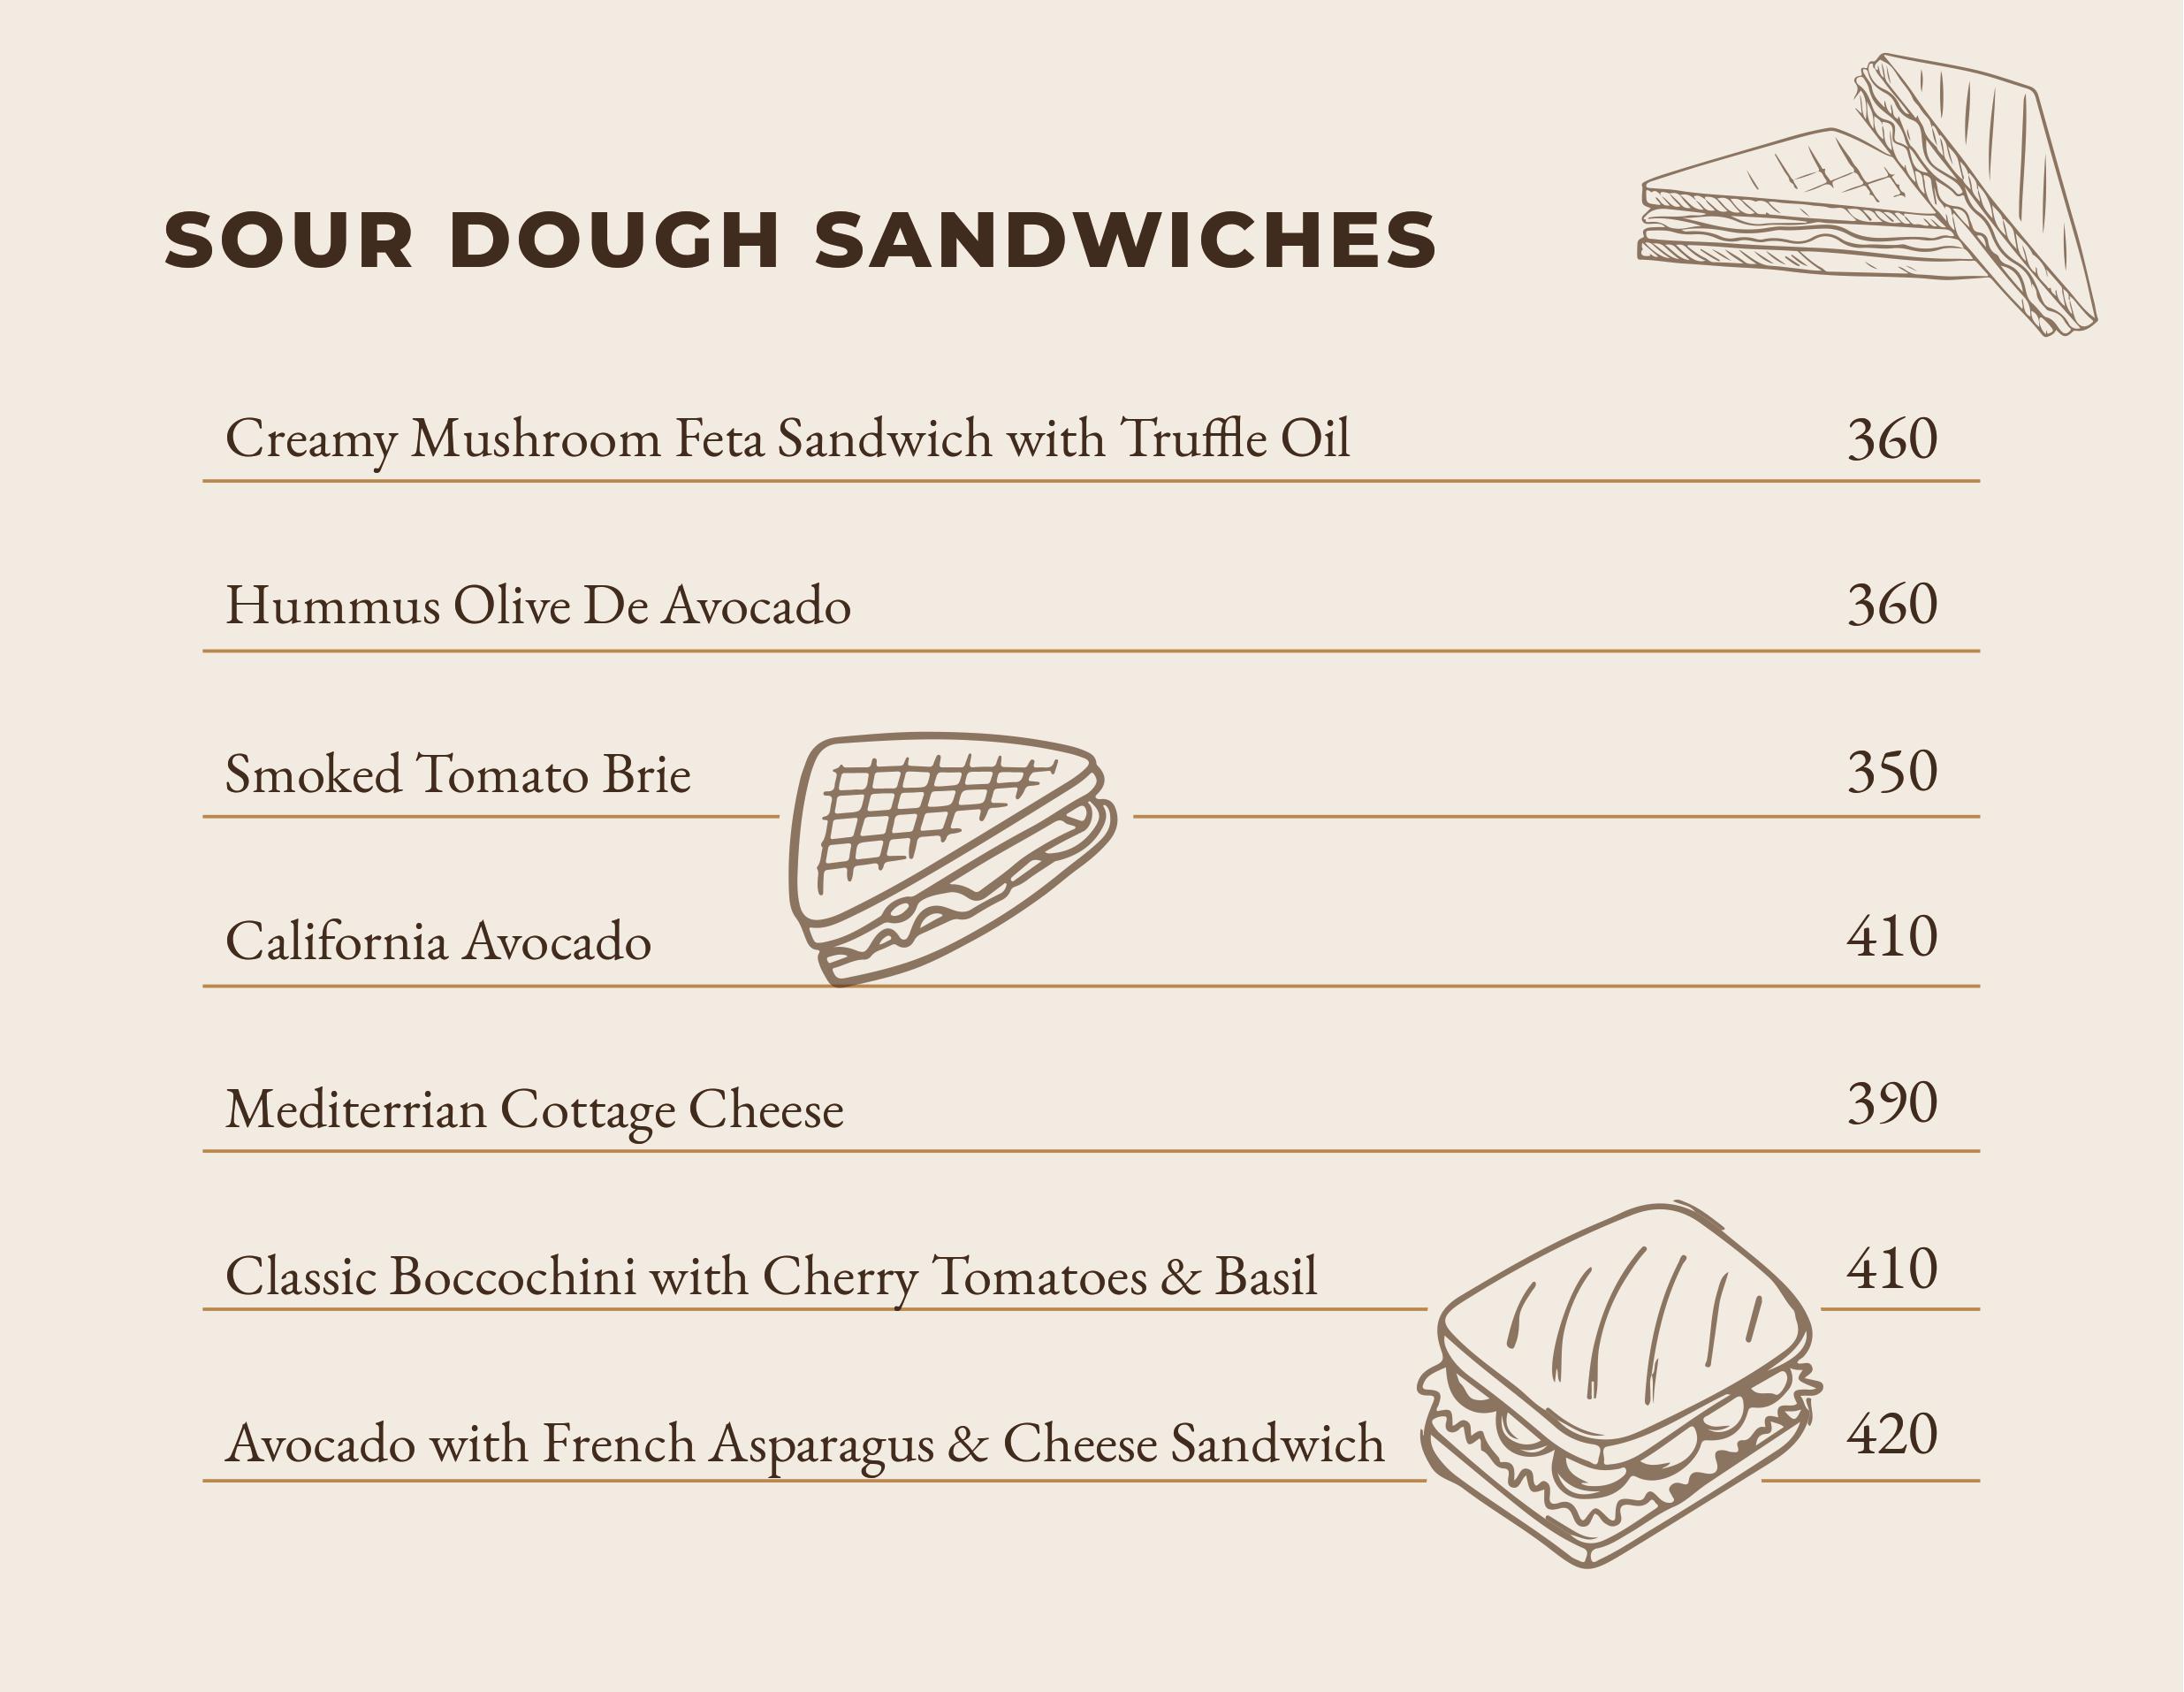 SOUR DOUGH SANDWICHES
Creamy Mushroom Feta Sandwich with Truffle Oil 360
Hummus Olive De Avocado 360
Smoked Tomato Brie 350
California Avocado 410
Mediterrian Cottage Cheese 390
Classic Boccochini with Cherry Tomatoes & Basil 410
Avocado with French Asparagus & Cheese Sandwich 420